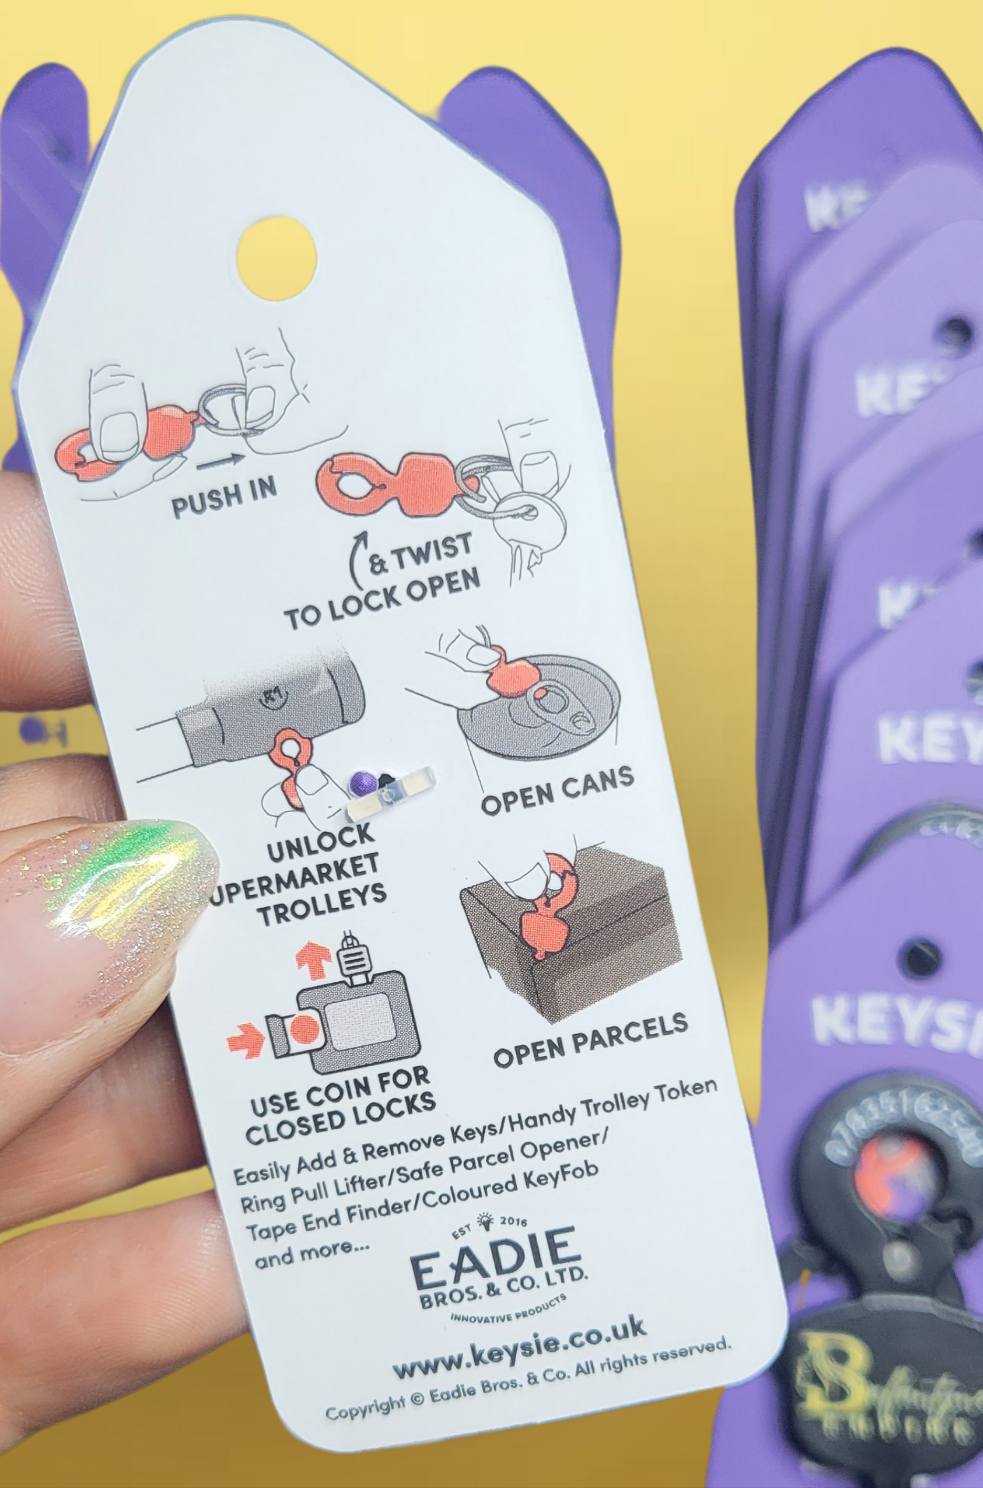 PUSH IN
& TWIST
TO LOCK OPEN
UNLOCK
UPERMARKET
TROLLEYS
OPEN CANS
USE COIN FOR
CLOSED LOCKS
OPEN PARCELS
Easily Add & Remove Keys/Handy Trolley Token
Ring Pull Lifter/Safe Parcel Opener/
Tape End Finder/Coloured KeyFob
and more...
EST 2016
EADIE
BROS. & CO. LTD.
INNOVATIVE PRODUCTS
www.keysie.co.uk
Copyright © Eadie Bros. & Co. All rights reserved.
KE
KE
K
KEY
KEYSI